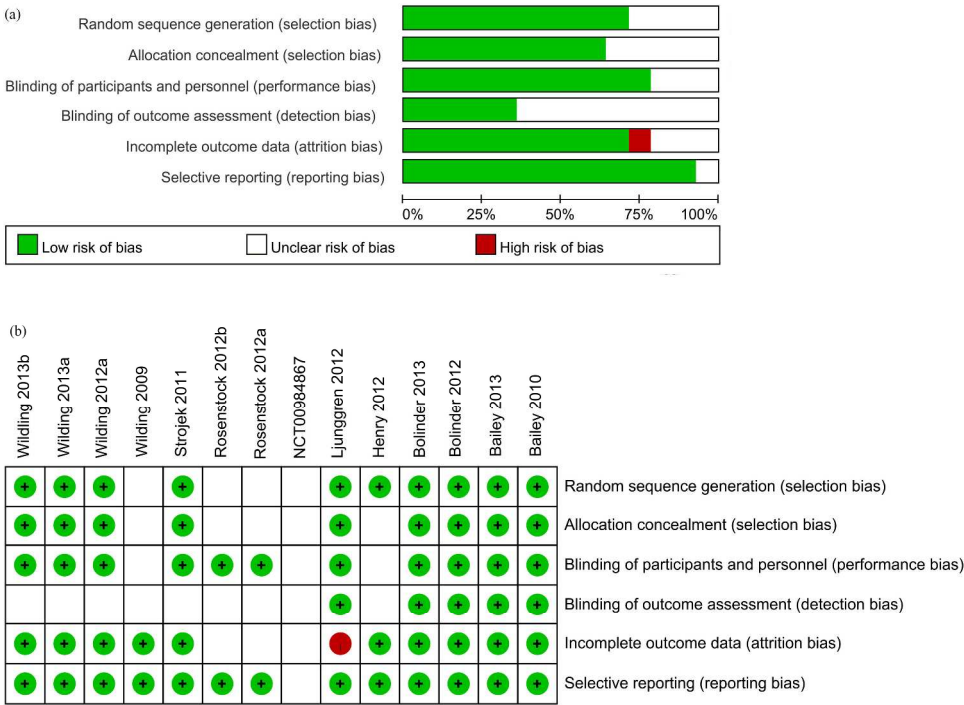 (a)
Random sequence generation (selection bias)
Allocation concealment (selection bias)
Blinding of participants and personnel (performance bias)
Blinding of outcome assessment (detection bias)
Incomplete outcome data (attrition bias)
Selective reporting (reporting bias)
0% 25% 50% 75% 100%
Low risk of bias Unclear risk of bias High risk of bias
(b)
Wildling 2013b
Wilding 2013a
Wilding 2012a
Wilding 2009
Strojek 2011
Rosenstock 2012b
Rosenstock 2012a
NCT00984867
Ljunggren 2012
Henry 2012
Bolinder 2013
Bolinder 2012
Bailey 2013
Bailey 2010
+ + + + + + + + + + Random sequence generation (selection bias)
+ + + + + + + + + Allocation concealment (selection bias)
+ + + + + + + + + + + Blinding of participants and personnel (performance bias)
+ + + + + Blinding of outcome assessment (detection bias)
+ + + + + + + + + + Incomplete outcome data (attrition bias)
+ + + + + + + + + + + + + Selective reporting (reporting bias)